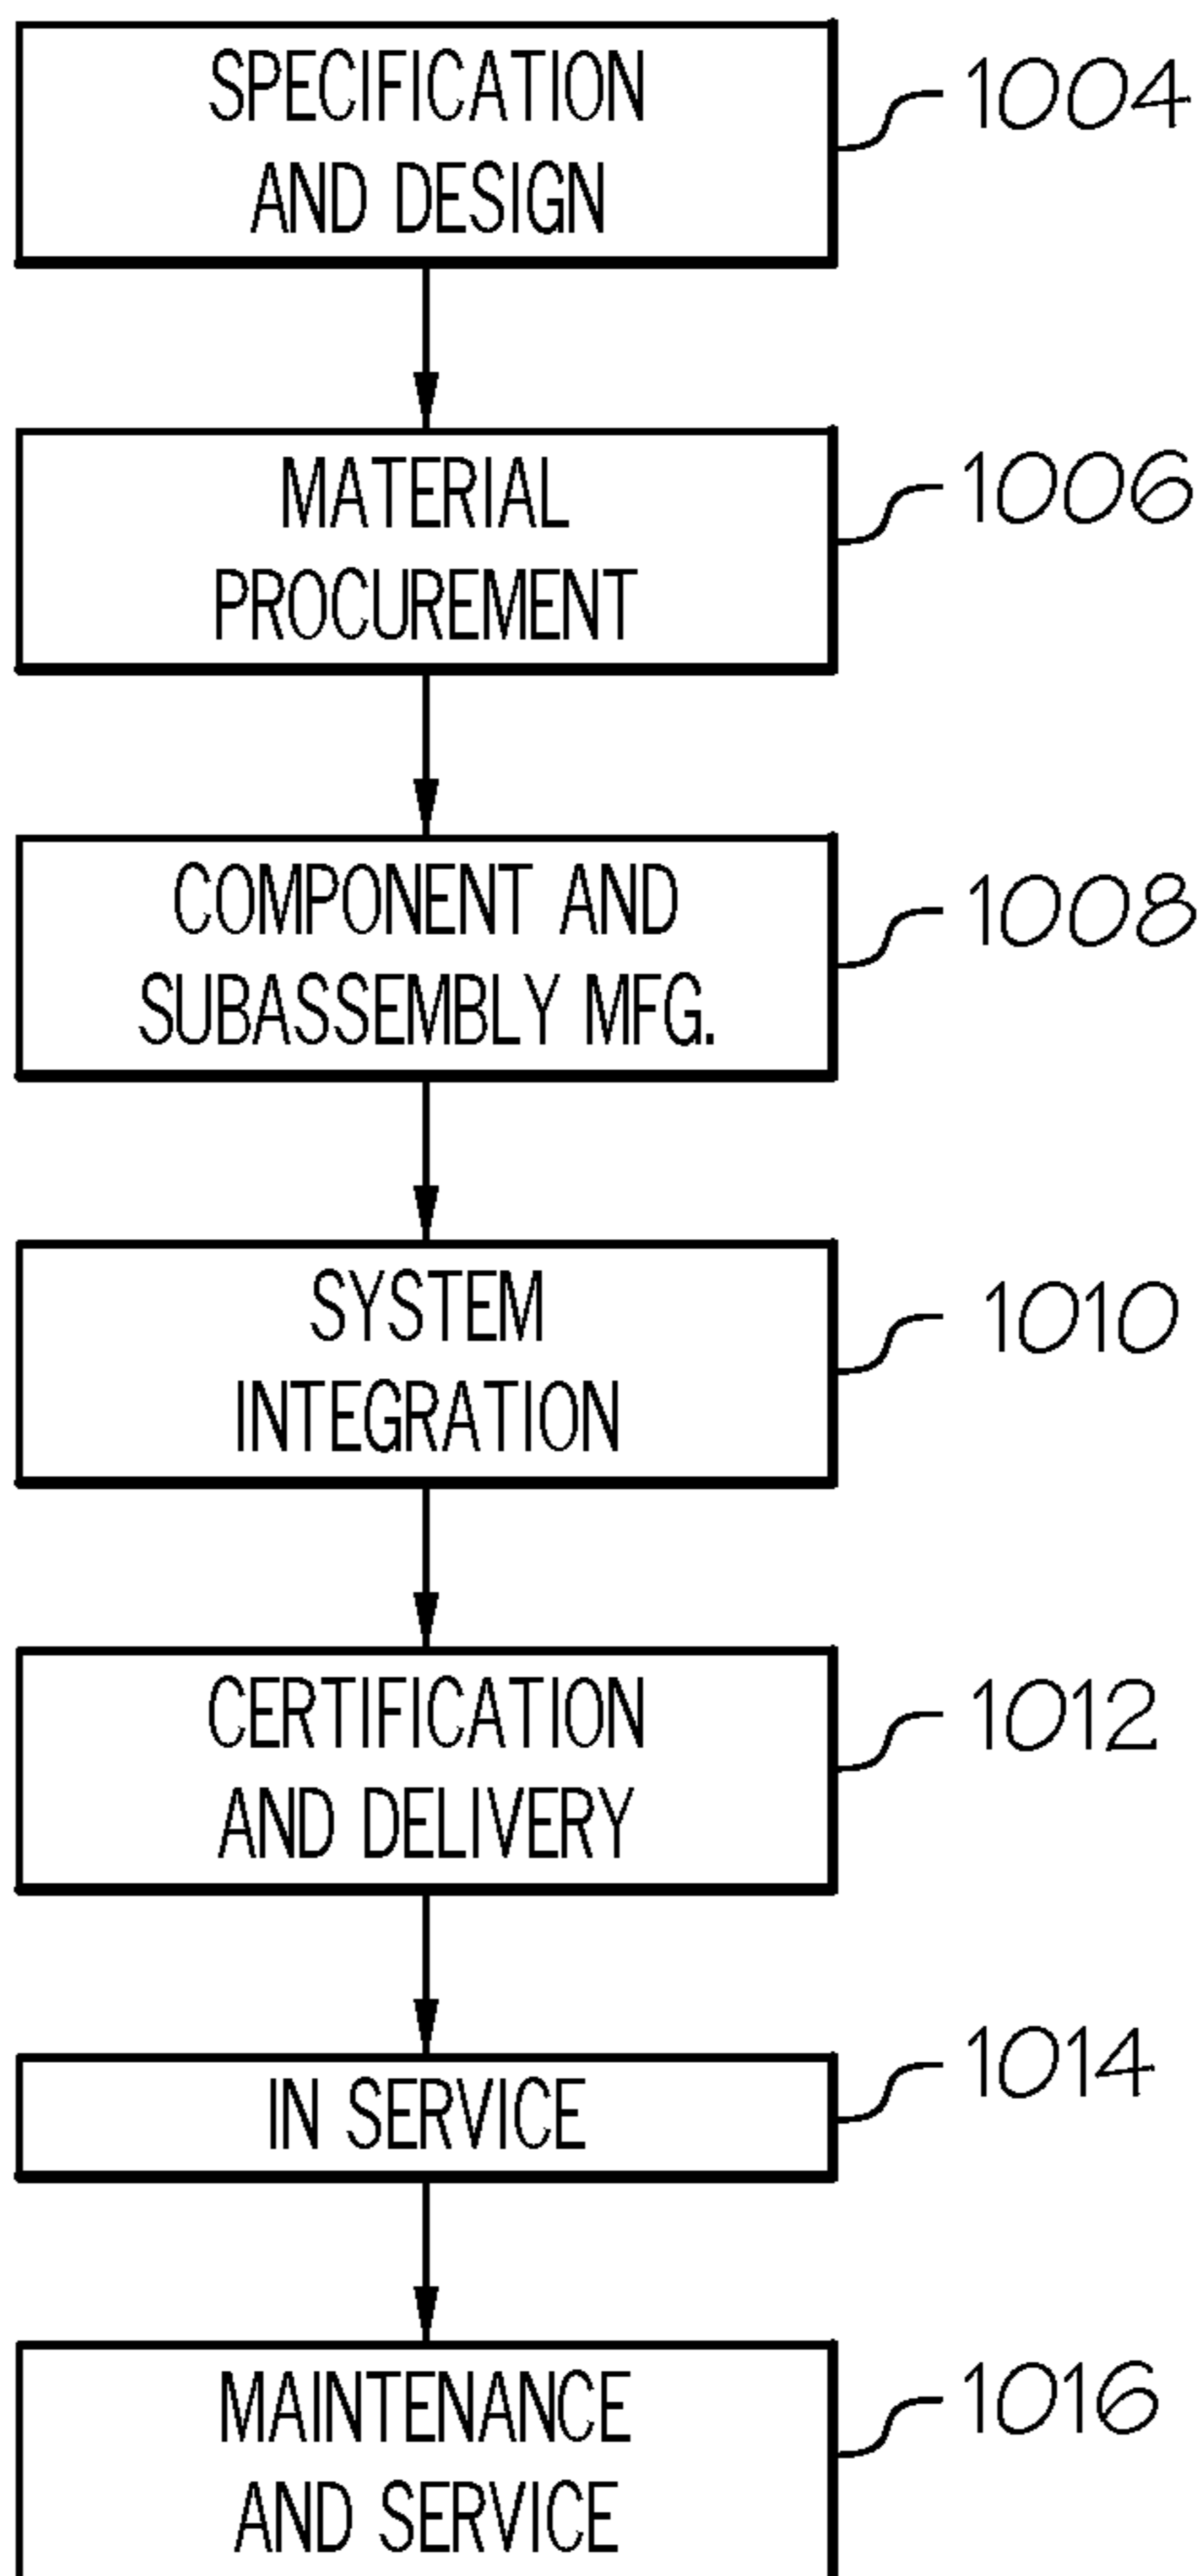 SPECIFICATION
AND DESIGN
1004
MATERIAL
PROCUREMENT
1006
COMPONENT AND
SUBASSEMBLY MFG.
1008
SYSTEM
INTEGRATION
1010
CERTIFICATION
AND DELIVERY
1012
IN SERVICE
1014
MAINTENANCE
AND SERVICE
1016